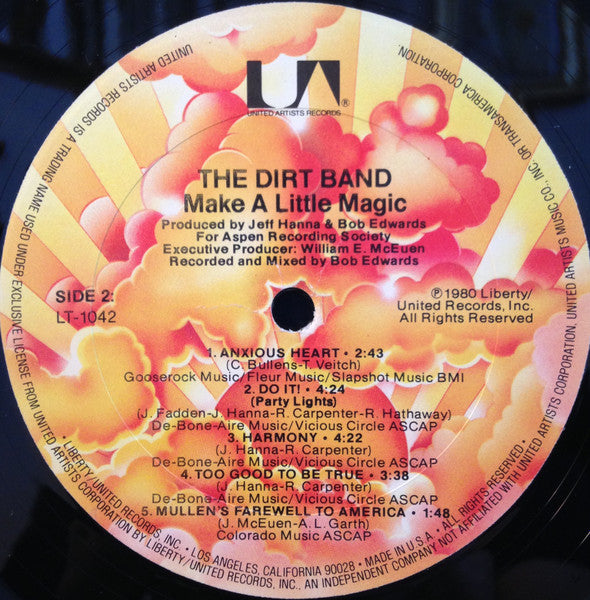 UA
UNITED ARTISTS RECORDS
®
THE DIRT BAND
Make A Little Magic
Produced by Jeff Hanna & Bob Edwards
For Aspen Recording Society
Executive Producer: William E. McEuen
Recorded and Mixed by Bob Edwards
SIDE 2:
LT-1042
℗ 1980 Liberty/
United Records, Inc.
All Rights Reserved
1. ANXIOUS HEART • 2:43
(C. Bullens-T. Veitch)
Gooserock Music/Fleur Music/Slapshot Music BMI
2. DO IT! • 4:24
(Party Lights)
(J. Fadden-J. Hanna-R. Carpenter-R. Hathaway)
De-Bone-Aire Music/Vicious Circle ASCAP
3. HARMONY • 4:22
(J. Hanna-R. Carpenter)
De-Bone-Aire Music/Vicious Circle ASCAP
4. TOO GOOD TO BE TRUE • 3:38
(J. Hanna-R. Carpenter)
De-Bone-Aire Music/Vicious Circle ASCAP
5. MULLEN'S FAREWELL TO AMERICA • 1:48
(J. McEuen-A.L. Garth)
Colorado Music ASCAP
• LIBERTY/UNITED RECORDS, INC. • LOS ANGELES, CALIFORNIA 90028 • MADE IN U.S.A. • ALL RIGHTS RESERVED •
UNITED ARTISTS RECORDS IS A TRADING NAME USED UNDER EXCLUSIVE LICENSE FROM UNITED ARTISTS CORPORATION BY LIBERTY/UNITED RECORDS, INC., AN INDEPENDENT COMPANY NOT AFFILIATED WITH UNITED ARTISTS CORPORATION, UNITED ARTISTS MUSIC CO., INC. OR TRANSAMERICA CORPORATION.